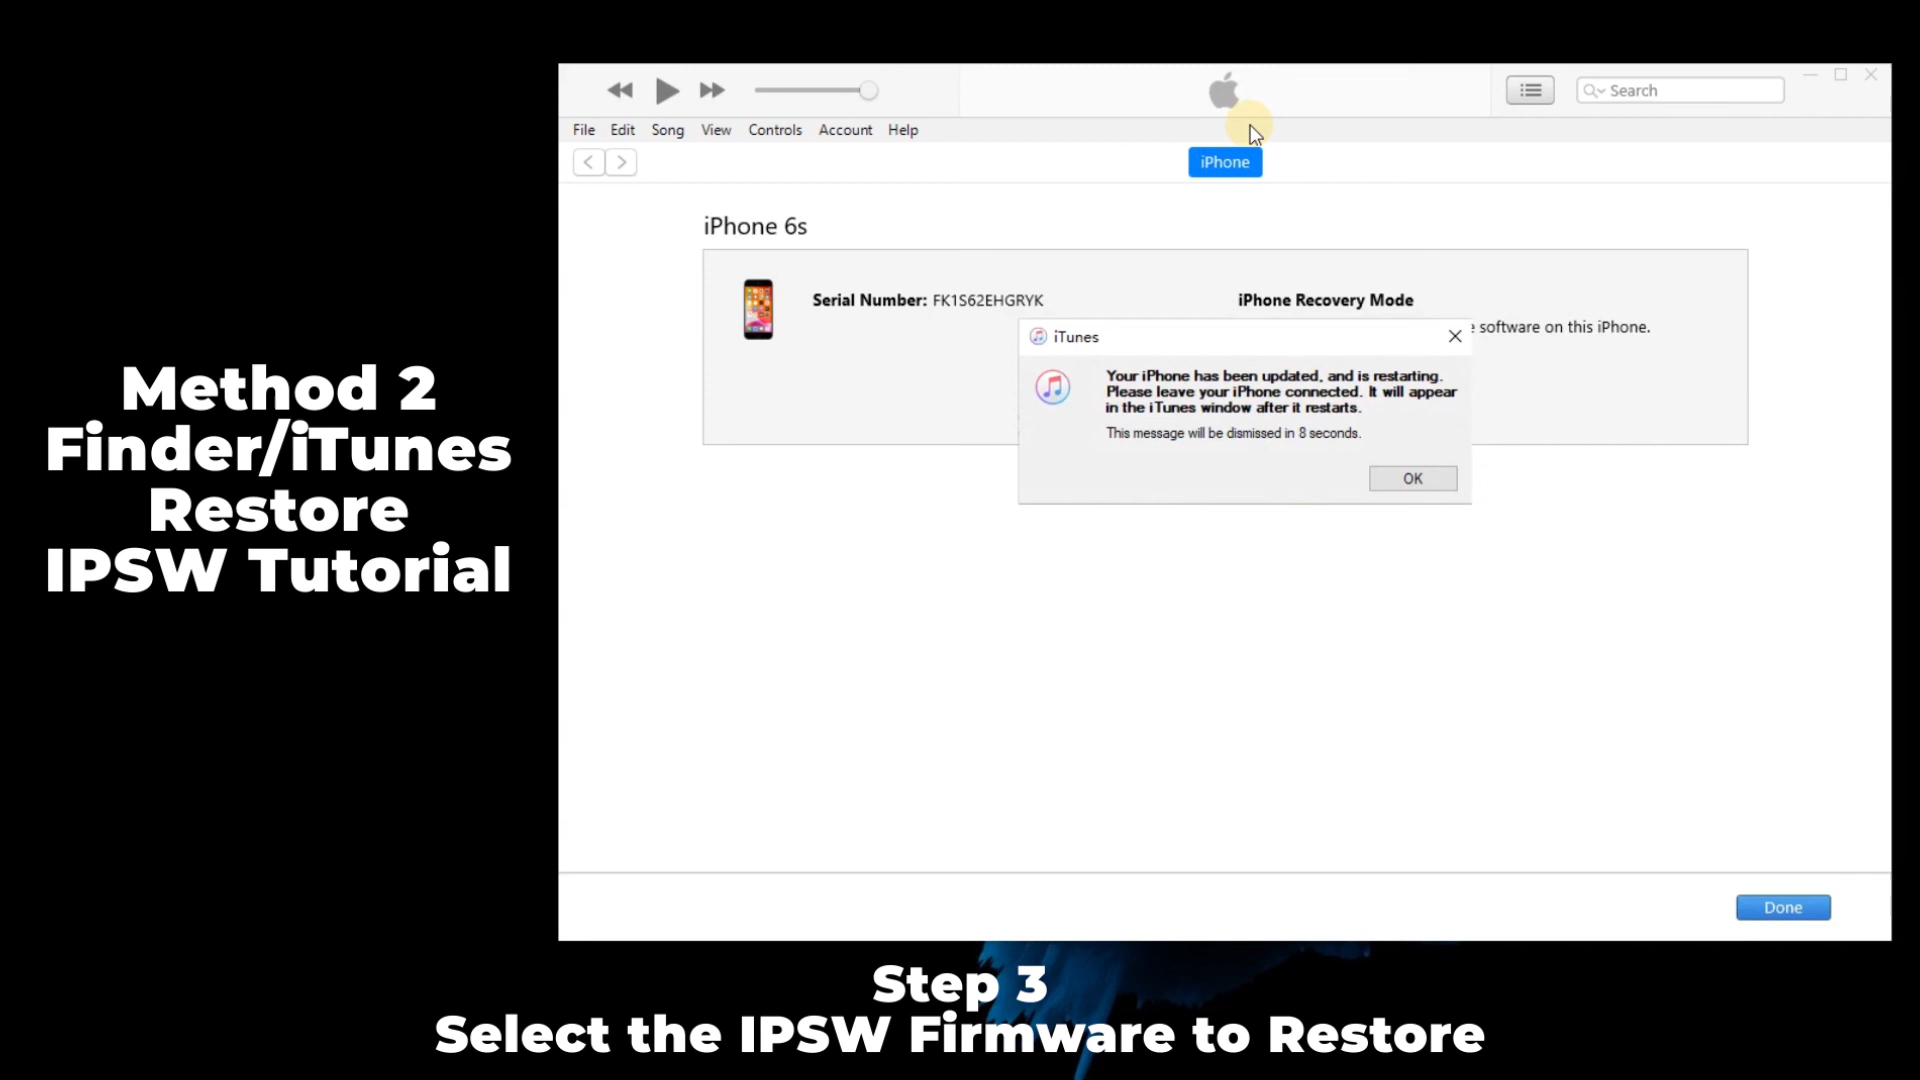 Search
File Edit Song View Controls Account Help
iPhone
iPhone 6s
Serial Number: FK1S62EHGRYK
iPhone Recovery Mode
software on this iPhone.
iTunes
Your iPhone has been updated, and is restarting.
Please leave your iPhone connected. It will appear
in the iTunes window after it restarts.
This message will be dismissed in 8 seconds.
OK
Done
Method 2
Finder/iTunes
Restore
IPSW Tutorial
Step 3
Select the IPSW Firmware to Restore